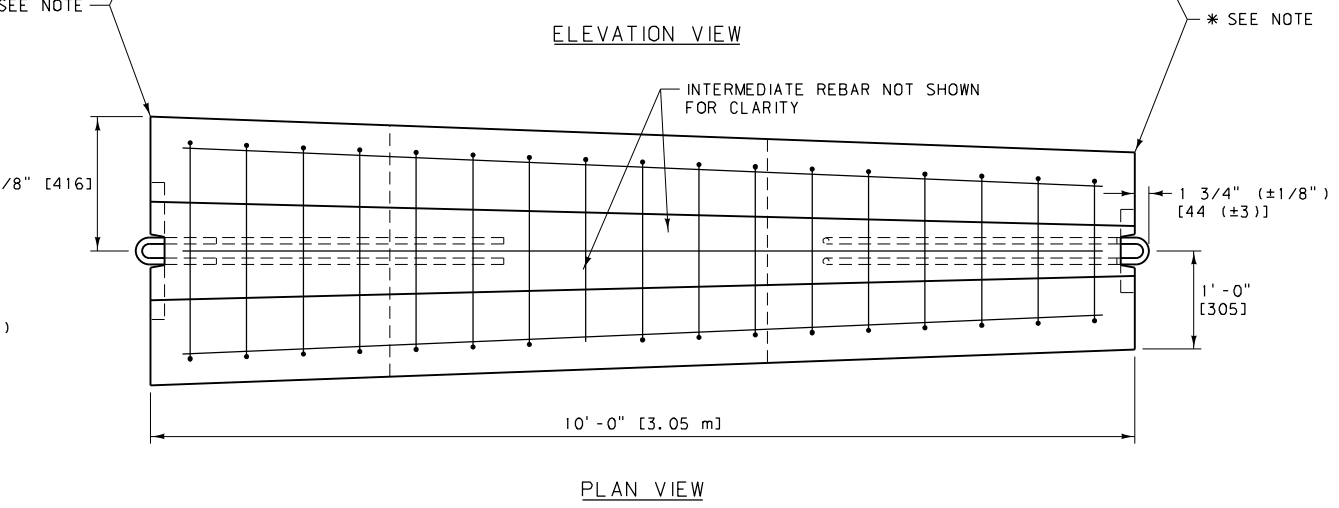 SEE NOTE
ELEVATION VIEW
* SEE NOTE
INTERMEDIATE REBAR NOT SHOWN
FOR CLARITY
/8" [416]
1 3/4" (±1/8")
[44 (±3)]
1'-0"
[305]
)
10'-0" [3.05 m]
PLAN VIEW